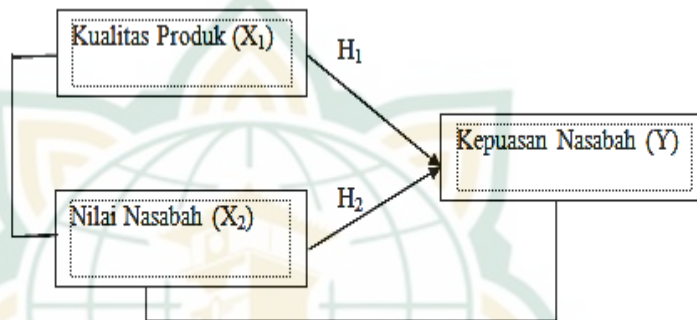 Kualitas Produk (X₁)
H₁
Kepuasan Nasabah (Y)
Nilai Nasabah (X₂)
H₂